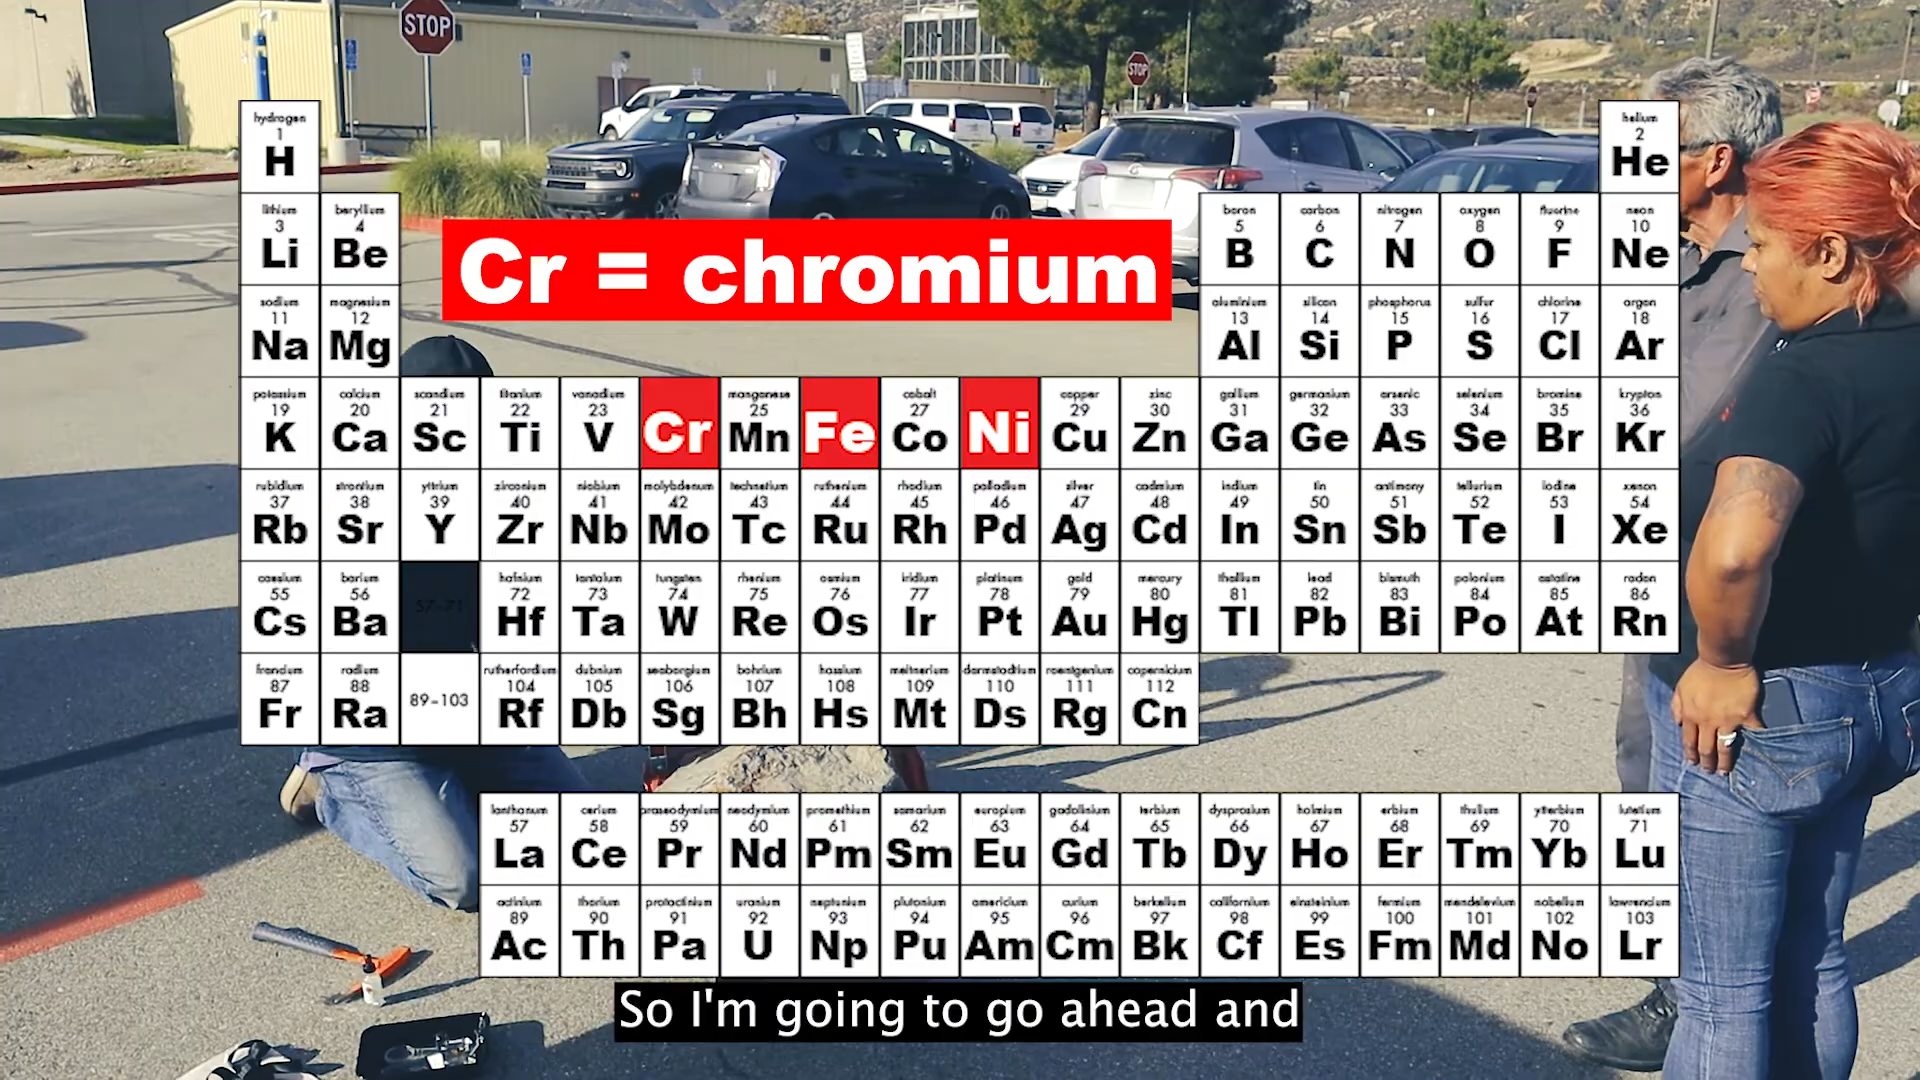 STOP
STOP
hydrogen
1
H
helium
2
He
lithium
3
Li
beryllium
4
Be
Cr = chromium
boron
5
B
carbon
6
C
nitrogen
7
N
oxygen
8
O
fluorine
9
F
neon
10
Ne
sodium
11
Na
magnesium
12
Mg
aluminium
13
Al
silicon
14
Si
phosphorus
15
P
sulfur
16
S
chlorine
17
Cl
argon
18
Ar
potassium
19
K
calcium
20
Ca
scandium
21
Sc
titanium
22
Ti
vanadium
23
V
Cr
manganese
25
Mn
Fe
cobalt
27
Co
Ni
copper
29
Cu
zinc
30
Zn
gallium
31
Ga
germanium
32
Ge
arsenic
33
As
selenium
34
Se
bromine
35
Br
krypton
36
Kr
rubidium
37
Rb
strontium
38
Sr
yttrium
39
Y
zirconium
40
Zr
niobium
41
Nb
molybdenum
42
Mo
technetium
43
Tc
ruthenium
44
Ru
rhodium
45
Rh
palladium
46
Pd
silver
47
Ag
cadmium
48
Cd
indium
49
In
tin
50
Sn
antimony
51
Sb
tellurium
52
Te
iodine
53
I
xenon
54
Xe
caesium
55
Cs
barium
56
Ba
57-71
hafnium
72
Hf
tantalum
73
Ta
tungsten
74
W
rhenium
75
Re
osmium
76
Os
iridium
77
Ir
platinum
78
Pt
gold
79
Au
mercury
80
Hg
thallium
81
Tl
lead
82
Pb
bismuth
83
Bi
polonium
84
Po
astatine
85
At
radon
86
Rn
francium
87
Fr
radium
88
Ra
89-103
rutherfordium
104
Rf
dubnium
105
Db
seaborgium
106
Sg
bohrium
107
Bh
hassium
108
Hs
meitnerium
109
Mt
darmstadtium
110
Ds
roentgenium
111
Rg
copernicium
112
Cn
lanthanum
57
La
cerium
58
Ce
praseodymium
59
Pr
neodymium
60
Nd
promethium
61
Pm
samarium
62
Sm
europium
63
Eu
gadolinium
64
Gd
terbium
65
Tb
dysprosium
66
Dy
holmium
67
Ho
erbium
68
Er
thulium
69
Tm
ytterbium
70
Yb
lutetium
71
Lu
actinium
89
Ac
thorium
90
Th
protactinium
91
Pa
uranium
92
U
neptunium
93
Np
plutonium
94
Pu
americium
95
Am
curium
96
Cm
berkelium
97
Bk
californium
98
Cf
einsteinium
99
Es
fermium
100
Fm
mendelevium
101
Md
nobelium
102
No
lawrencium
103
Lr
So I'm going to go ahead and